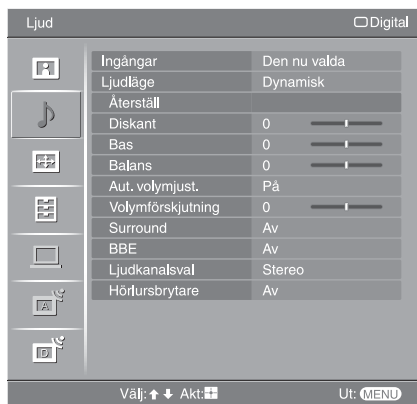 Ljud Digital
Ingångar Den nu valda
Ljudläge Dynamisk
Återställ
Diskant 0
Bas 0
Balans 0
Aut. volymjust. På
Volymförskjutning 0
Surround Av
BBE Av
Ljudkanalsval Stereo
Hörlursbrytare Av
A
D
Välj: Akt: Ut: MENU